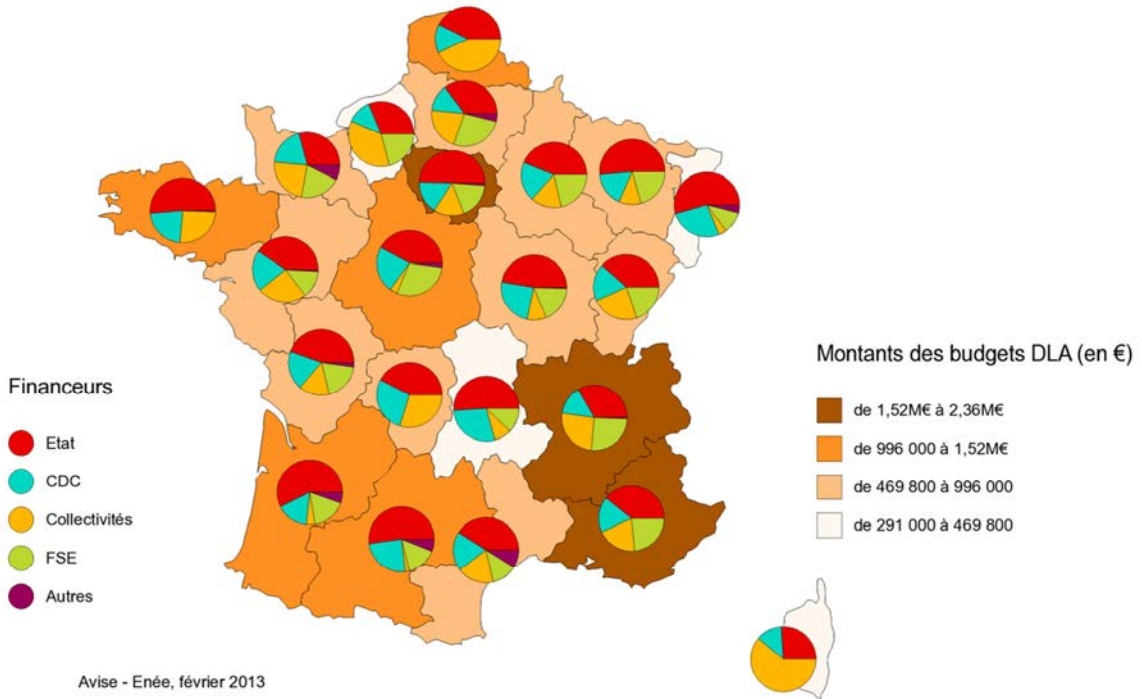 Financeurs
Etat
CDC
Collectivités
FSE
Autres
Montants des budgets DLA (en €)
de 1,52M€ à 2,36M€
de 996 000 à 1,52M€
de 469 800 à 996 000
de 291 000 à 469 800
Avise - Enée, février 2013